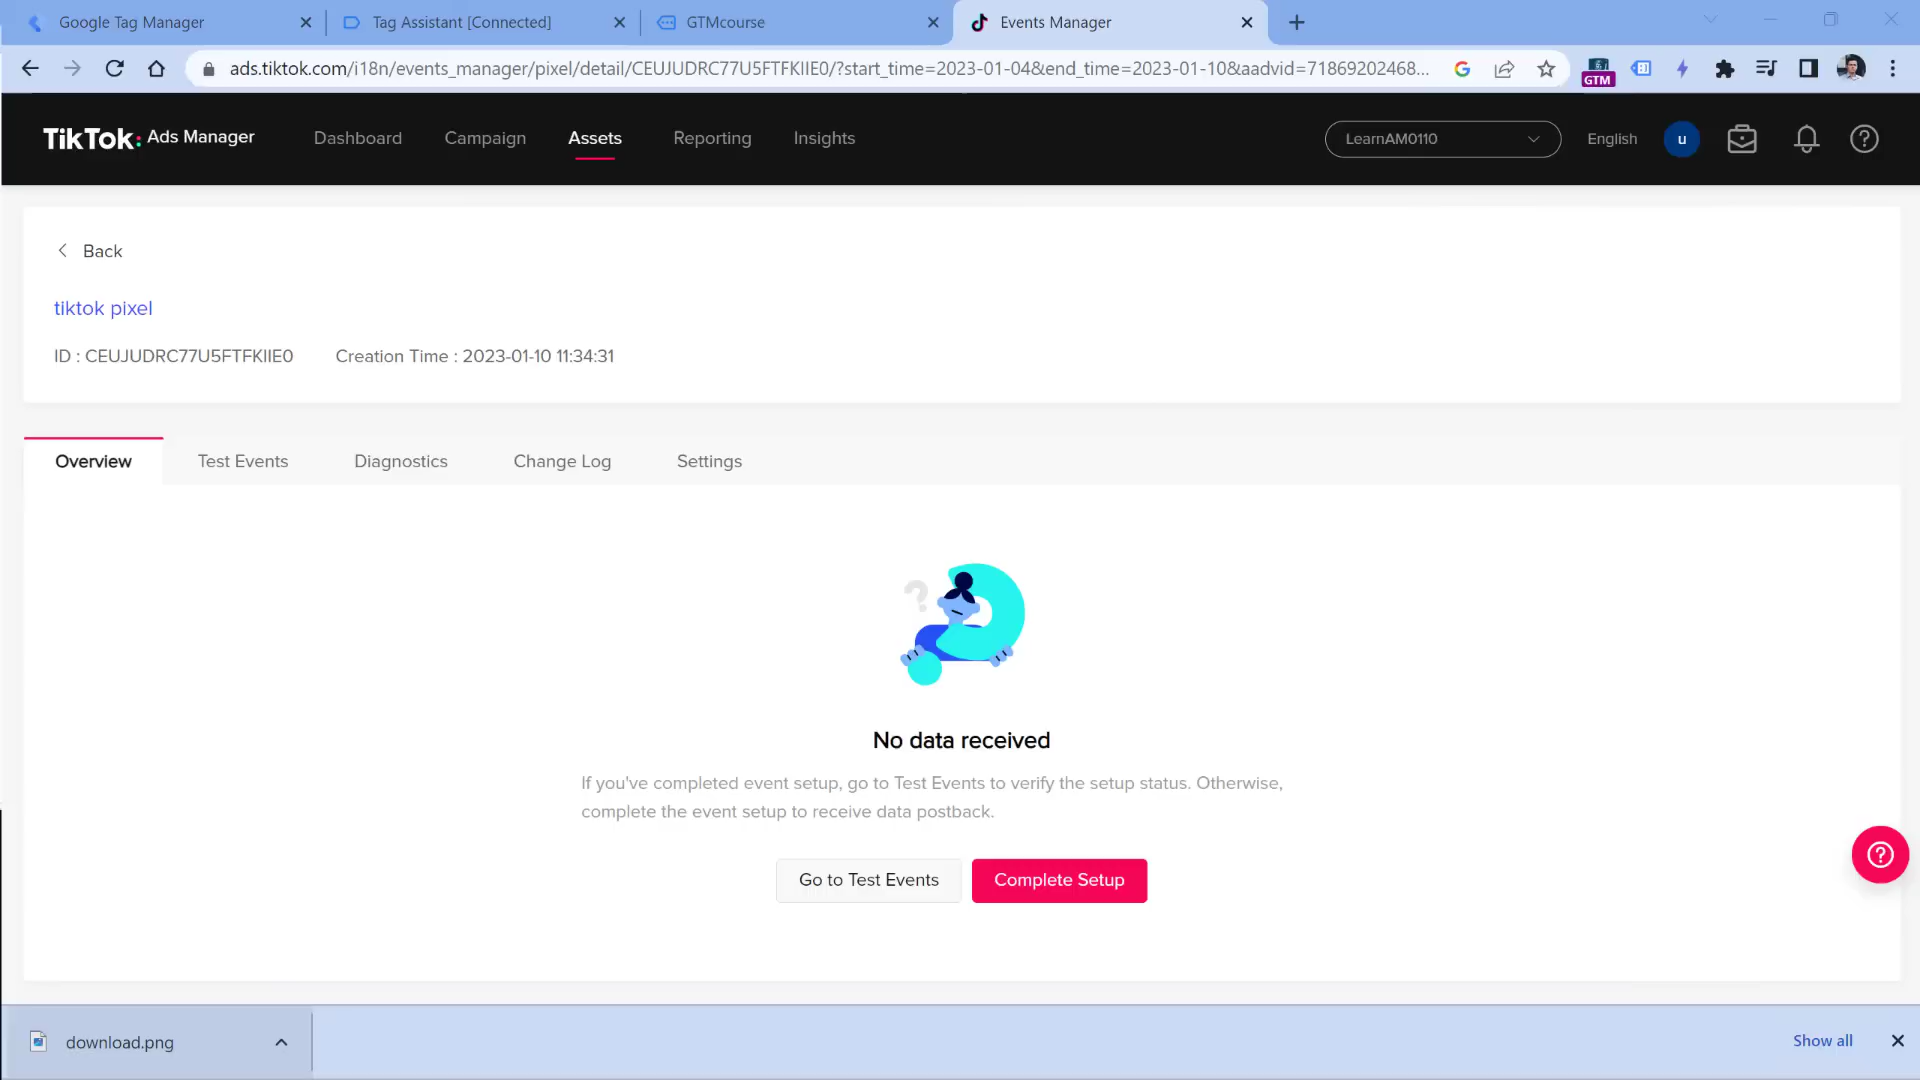 Google Tag Manager
Tag Assistant [Connected]
GTMcourse
Events Manager
ads.tiktok.com/i18n/events_manager/pixel/detail/CEUJUDRC77U5FTFKIIE0/?start_time=2023-01-04&end_time=2023-01-10&aadvid=71869202468...
GTM
TikTok: Ads Manager
Dashboard
Campaign
Assets
Reporting
Insights
LearnAM0110
English
u
Back
tiktok pixel
ID : CEUJUDRC77U5FTFKIIE0
Creation Time : 2023-01-10 11:34:31
Overview
Test Events
Diagnostics
Change Log
Settings
No data received
If you've completed event setup, go to Test Events to verify the setup status. Otherwise,
complete the event setup to receive data postback.
Go to Test Events
Complete Setup
download.png
Show all